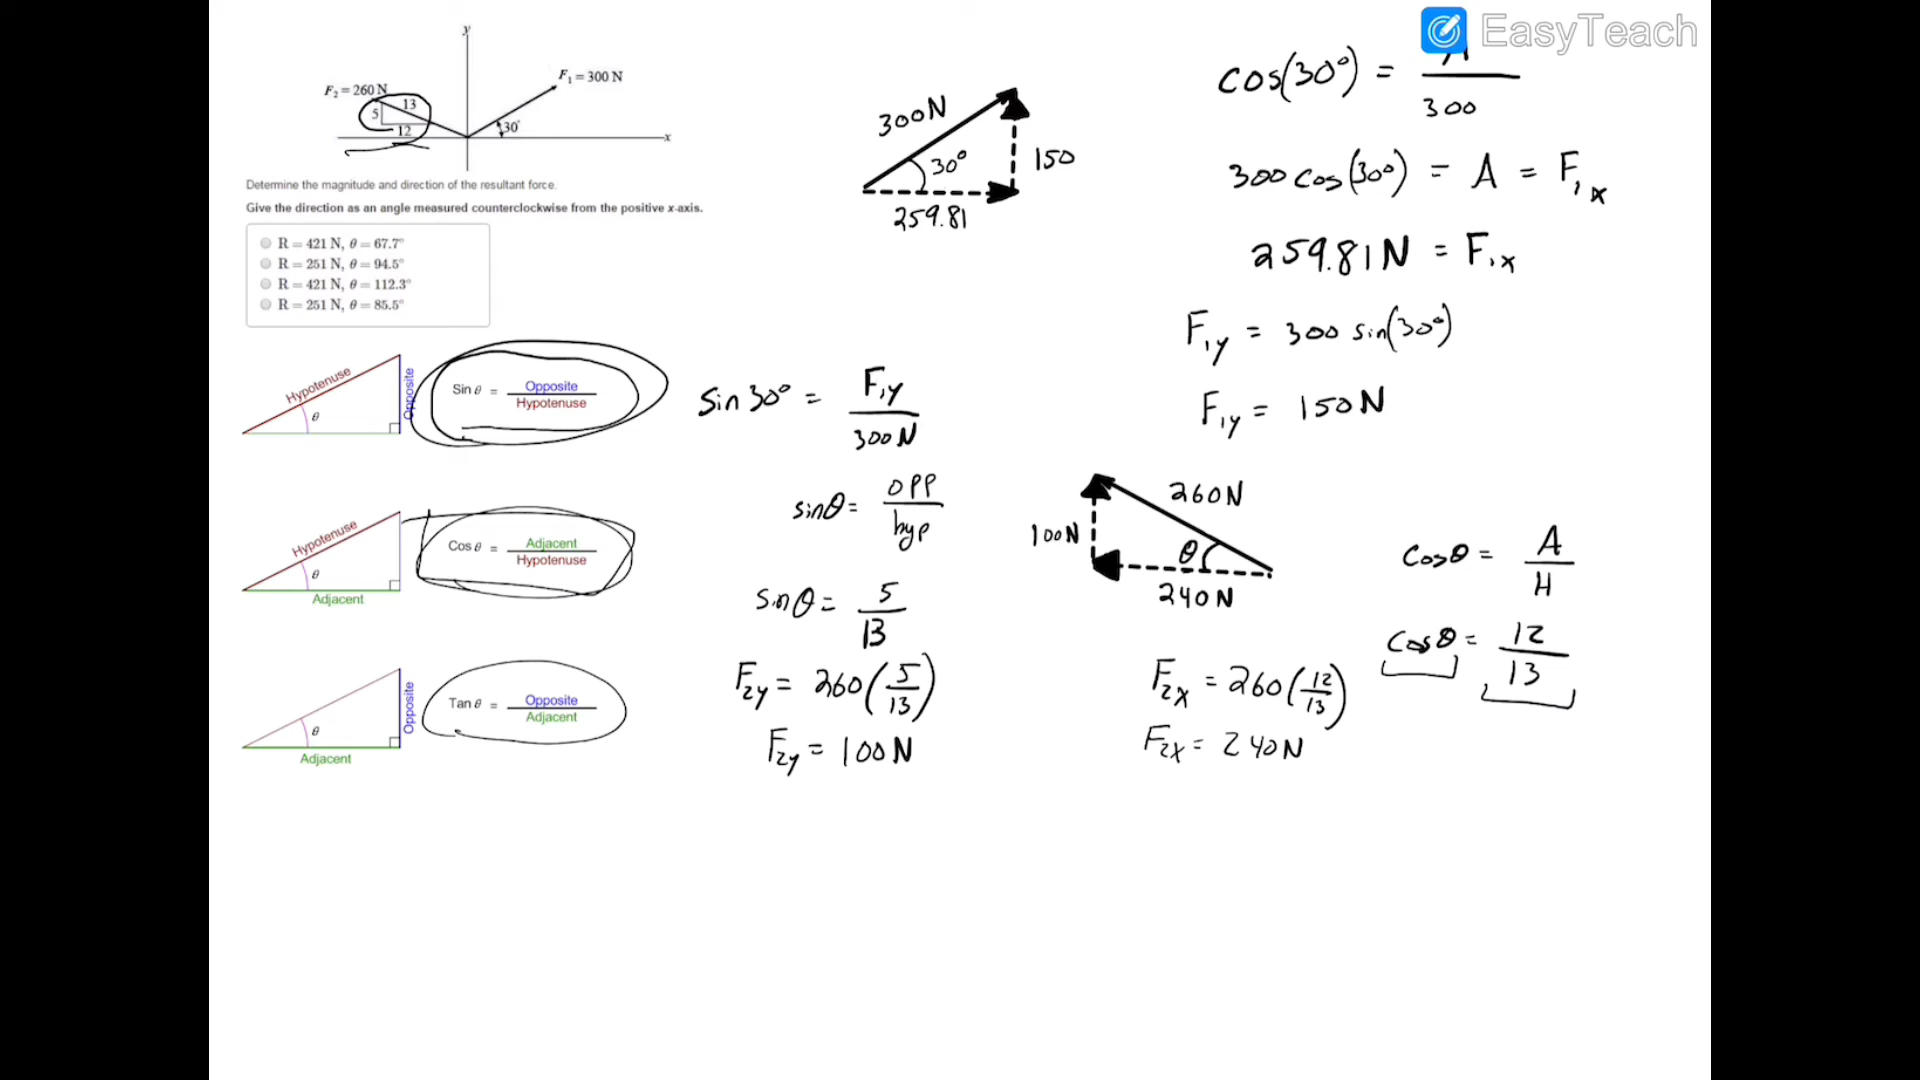 EasyTeach
y
F₁ = 300 N
F₂ = 260 N
13
5
12
30°
x
Determine the magnitude and direction of the resultant force.
Give the direction as an angle measured counterclockwise from the positive x-axis.
R = 421 N, θ = 67.7°
R = 251 N, θ = 94.5°
R = 421 N, θ = 112.3°
R = 251 N, θ = 85.5°
Hypotenuse
Opposite
θ
Sin θ = Opposite / Hypotenuse
Hypotenuse
θ
Adjacent
Cos θ = Adjacent / Hypotenuse
Opposite
θ
Adjacent
Tan θ = Opposite / Adjacent
300N
30°
150
259.81
cos(30°) = A / 300
300 cos(30°) = A = F₁x
259.81N = F₁x
F₁y = 300 sin(30°)
F₁y = 150N
Sin 30° = F₁y / 300N
sinθ = opp / hyp
sinθ = 5 / 13
F₂y = 260(5/13)
F₂y = 100N
260N
100N
θ
240N
Cosθ = A / H
Cosθ = 12 / 13
F₂x = 260(12/13)
F₂x = 240N